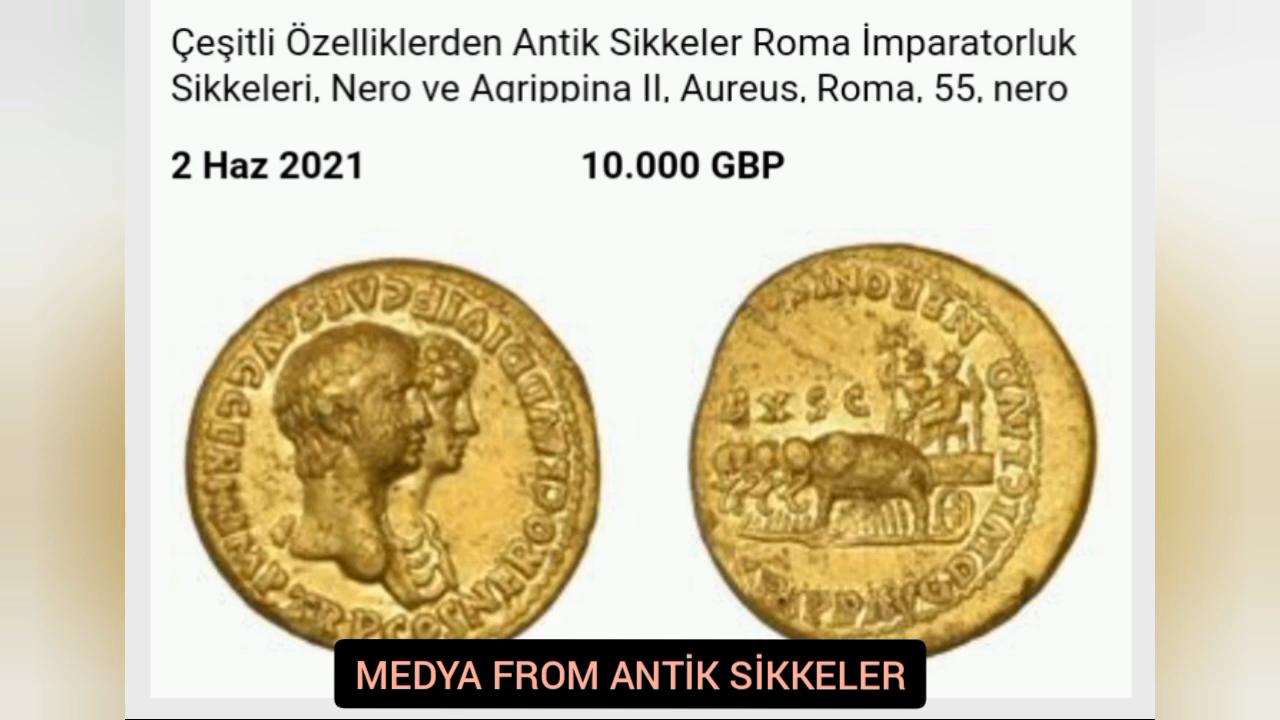 Çeşitli Özelliklerden Antik Sikkeler Roma İmparatorluk
Sikkeleri, Nero ve Agrippina II, Aureus, Roma, 55, nero
2 Haz 2021
10.000 GBP
EX S C
MEDYA FROM ANTİK SİKKELER